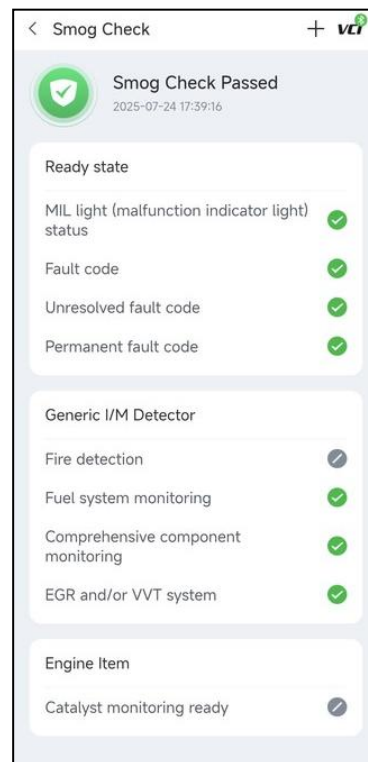 Smog Check
VCI
Smog Check Passed
2025-07-24 17:39:16
Ready state
MIL light (malfunction indicator light)
status
Fault code
Unresolved fault code
Permanent fault code
Generic I/M Detector
Fire detection
Fuel system monitoring
Comprehensive component
monitoring
EGR and/or VVT system
Engine Item
Catalyst monitoring ready